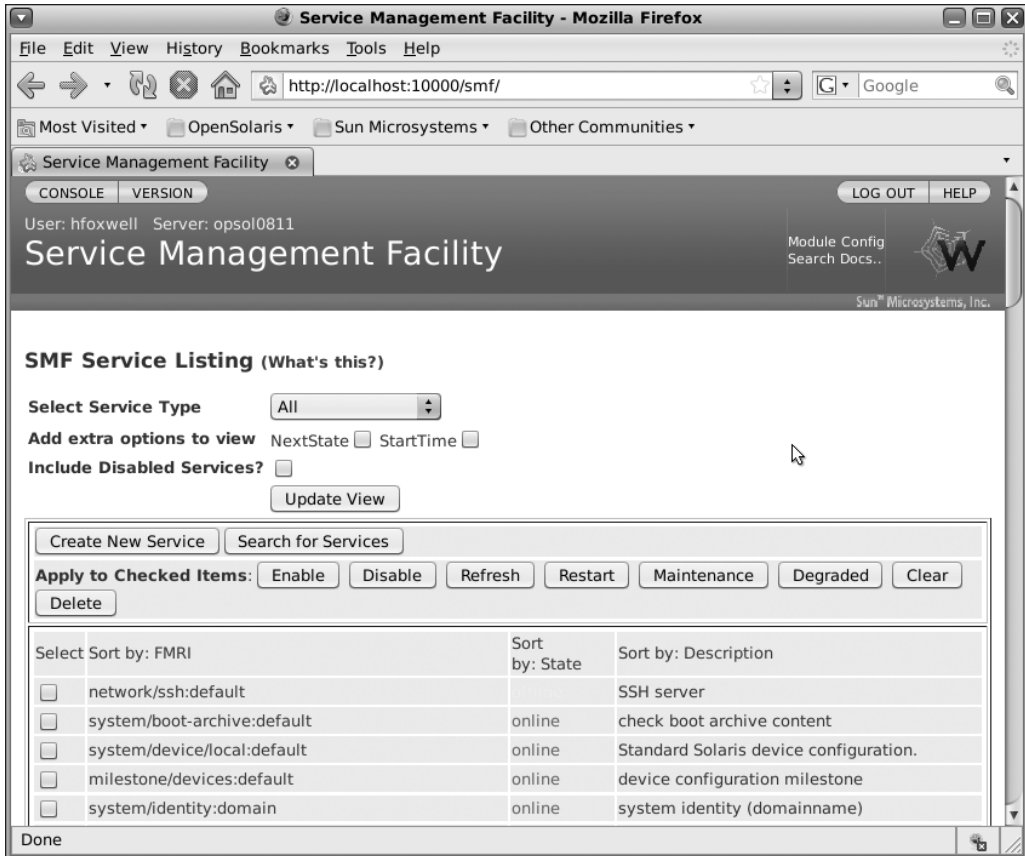 Service Management Facility - Mozilla Firefox
File Edit View History Bookmarks Tools Help
http://localhost:10000/smf/ G Google
Most Visited OpenSolaris Sun Microsystems Other Communities
Service Management Facility
CONSOLE VERSION LOG OUT HELP
User: hfoxwell Server: opsol0811
Service Management Facility
Module Config
Search Docs..
W
Sun™ Microsystems, Inc.
SMF Service Listing (What's this?)
Select Service Type All
Add extra options to view NextState StartTime
Include Disabled Services?
Update View
Create New Service Search for Services
Apply to Checked Items: Enable Disable Refresh Restart Maintenance Degraded Clear
Delete
Select Sort by: FMRI Sort by: State Sort by: Description
network/ssh:default online SSH server
system/boot-archive:default online check boot archive content
system/device/local:default online Standard Solaris device configuration.
milestone/devices:default online device configuration milestone
system/identity:domain online system identity (domainname)
Done